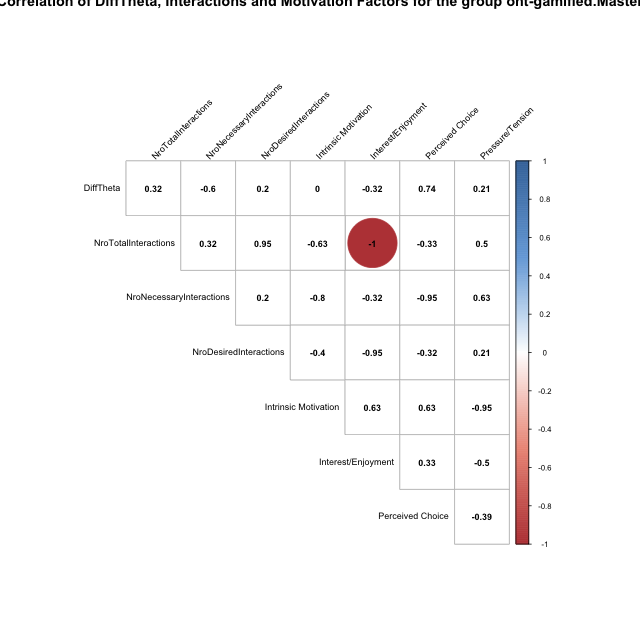 Correlation of DiffTheta, Interactions and Motivation Factors for the group ont-gamified.Master
NroTotalInteractions
NroNecessaryInteractions
NroDesiredInteractions
Intrinsic Motivation
Interest/Enjoyment
Perceived Choice
Pressure/Tension
DiffTheta 0.32 -0.6 0.2 0 -0.32 0.74 0.21
NroTotalInteractions 0.32 0.95 -0.63 -1 -0.33 0.5
NroNecessaryInteractions 0.2 -0.8 -0.32 -0.95 0.63
NroDesiredInteractions -0.4 -0.95 -0.32 0.21
Intrinsic Motivation 0.63 0.63 -0.95
Interest/Enjoyment 0.33 -0.5
Perceived Choice -0.39
1
0.8
0.6
0.4
0.2
0
-0.2
-0.4
-0.6
-0.8
-1